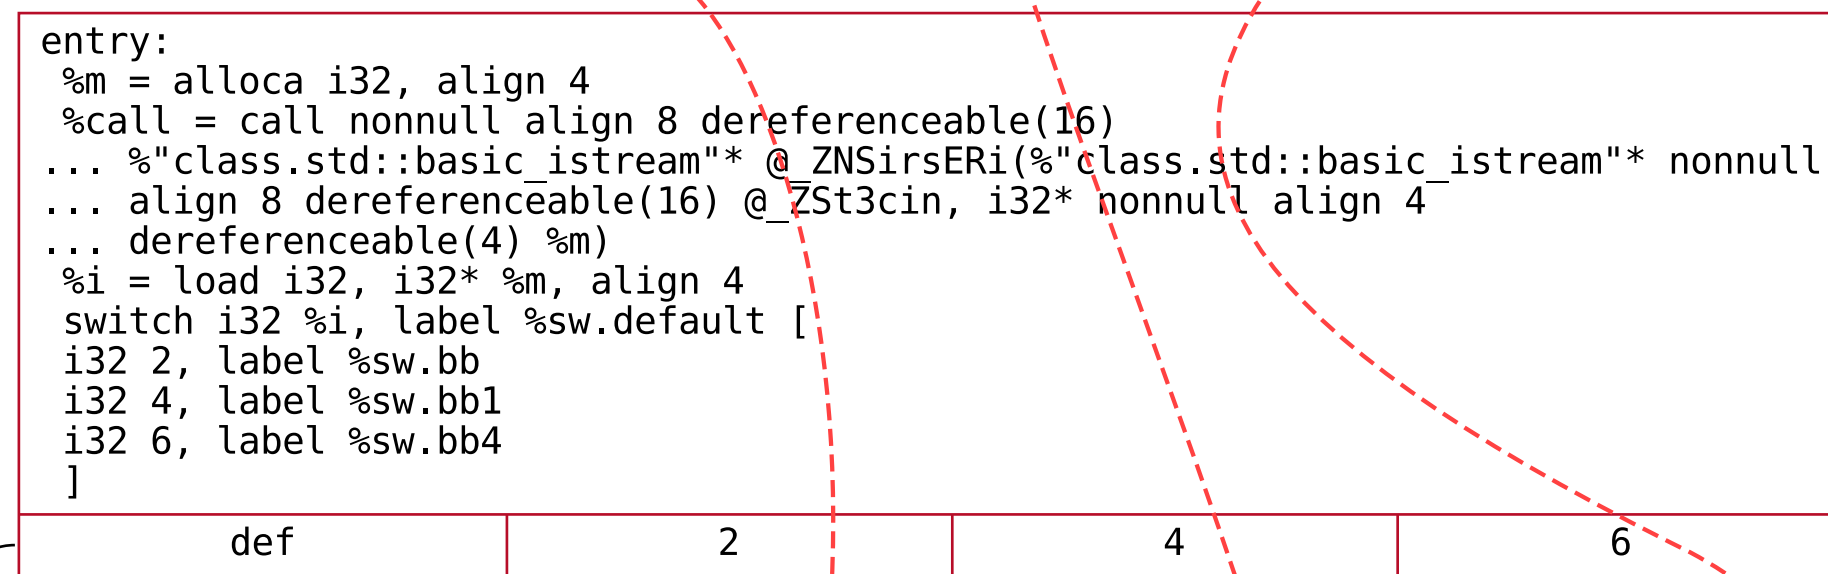 entry:
 %m = alloca i32, align 4
 %call = call nonnull align 8 dereferenceable(16)
...  %"class.std::basic_istream"* @_ZNSirsERi(%"class.std::basic_istream"* nonnull
...  align 8 dereferenceable(16) @_ZSt3cin, i32* nonnull align 4
...  dereferenceable(4) %m)
 %i = load i32, i32* %m, align 4
 switch i32 %i, label %sw.default [
 i32 2, label %sw.bb
 i32 4, label %sw.bb1
 i32 6, label %sw.bb4
 ]
def 2 4 6